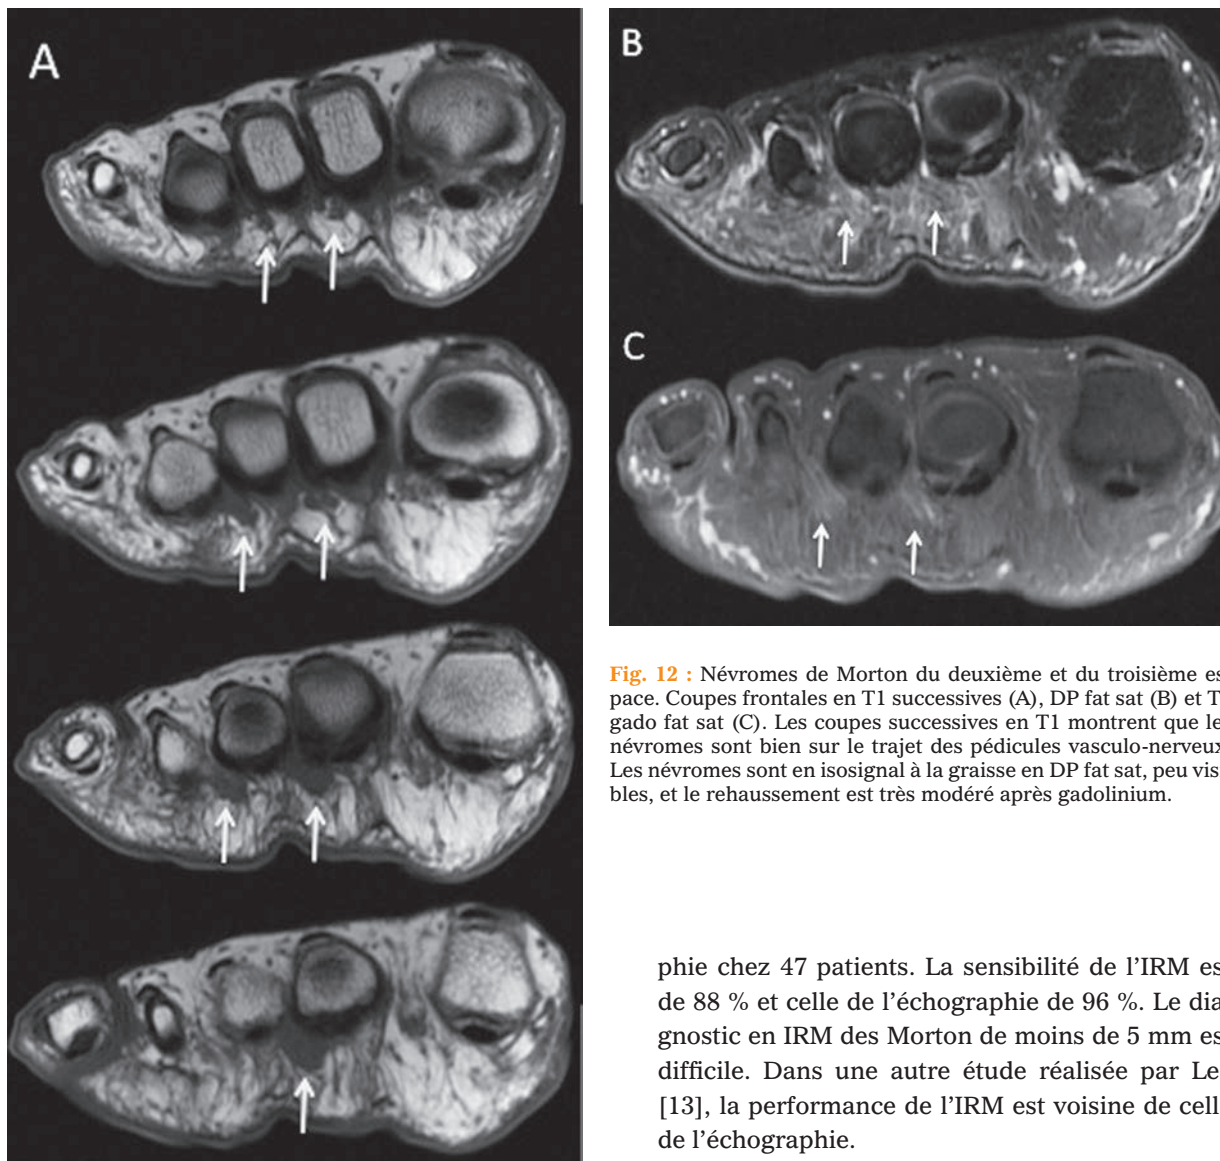 A
B
C
Fig. 12 : Névromes de Morton du deuxième et du troisième es
pace. Coupes frontales en T1 successives (A), DP fat sat (B) et T
gado fat sat (C). Les coupes successives en T1 montrent que le
névromes sont bien sur le trajet des pédicules vasculo-nerveux
Les névromes sont en isosignal à la graisse en DP fat sat, peu vis
bles, et le rehaussement est très modéré après gadolinium.
phie chez 47 patients. La sensibilité de l’IRM es
de 88 % et celle de l’échographie de 96 %. Le dia
gnostic en IRM des Morton de moins de 5 mm es
difficile. Dans une autre étude réalisée par Le
[13], la performance de l’IRM est voisine de cell
de l’échographie.